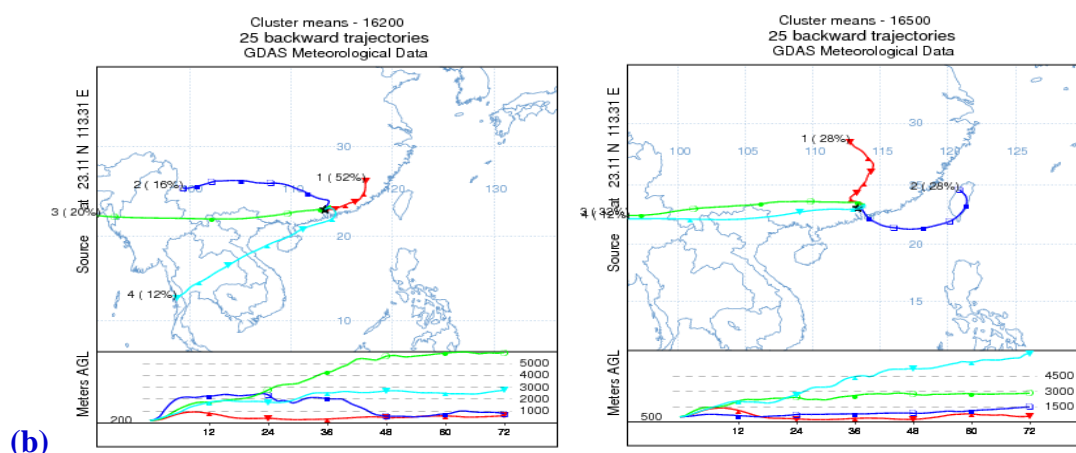 Cluster means - 16200
25 backward trajectories
GDAS Meteorological Data
Source at 23.11 N 113.31 E
30
1 (52%)
2 (16%)
120
130
3 (20%)
20
4 (12%)
10
Meters AGL
5000
4000
3000
2000
1000
200
12 24 36 48 60 72
Cluster means - 16500
25 backward trajectories
GDAS Meteorological Data
Source at 23.11 N 113.31 E
30
1 (28%)
100 105 110 115 120 125
2 (28%)
3 (32%)
4 (12%)
20
15
Meters AGL
4500
3000
1500
500
12 24 36 48 60 72
(b)